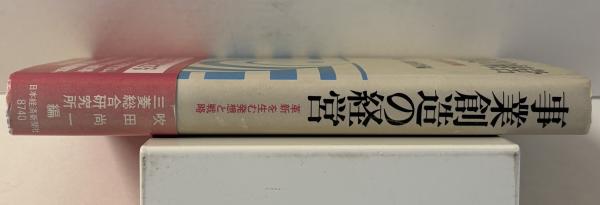 事業創造の経営
革新を生む発想と戦略
吹田尚一
三菱総合研究所
編
日本経済新聞社
8740